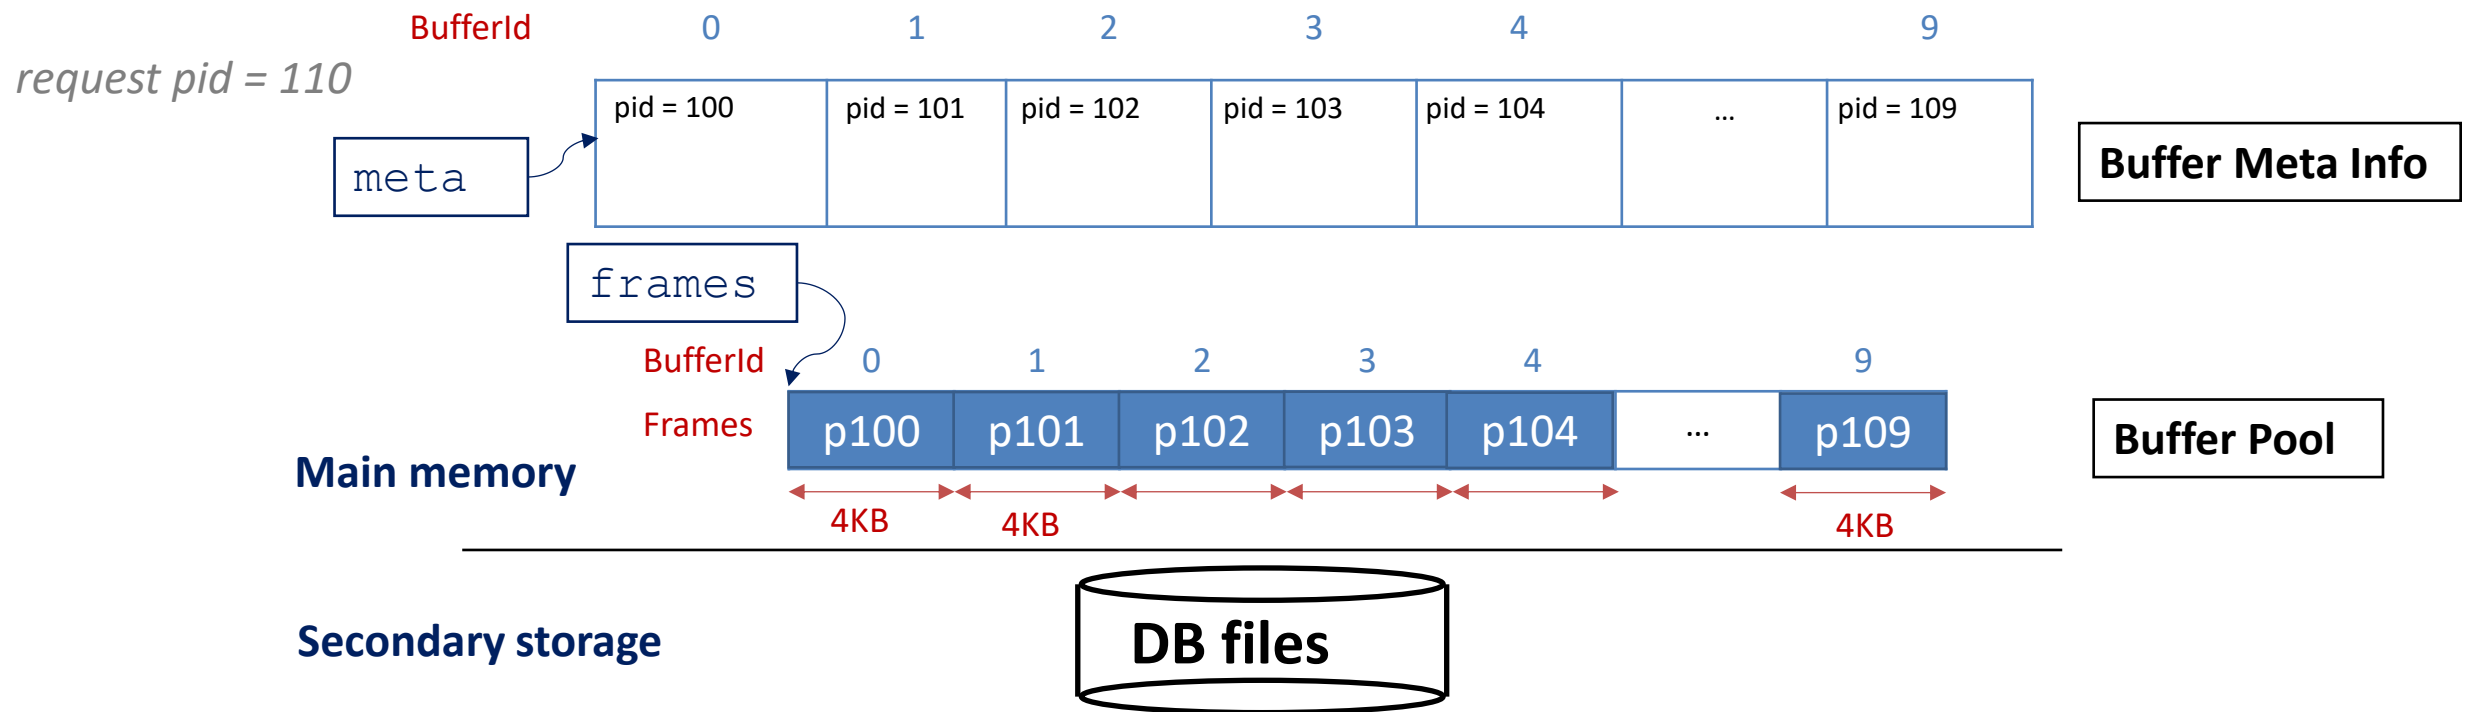 BufferId 0 1 2 3 4 9
request pid = 110
pid = 100 pid = 101 pid = 102 pid = 103 pid = 104 ... pid = 109
meta
Buffer Meta Info
frames
BufferId 0 1 2 3 4 9
Frames p100 p101 p102 p103 p104 ... p109
Buffer Pool
Main memory
4KB 4KB 4KB
Secondary storage
DB files